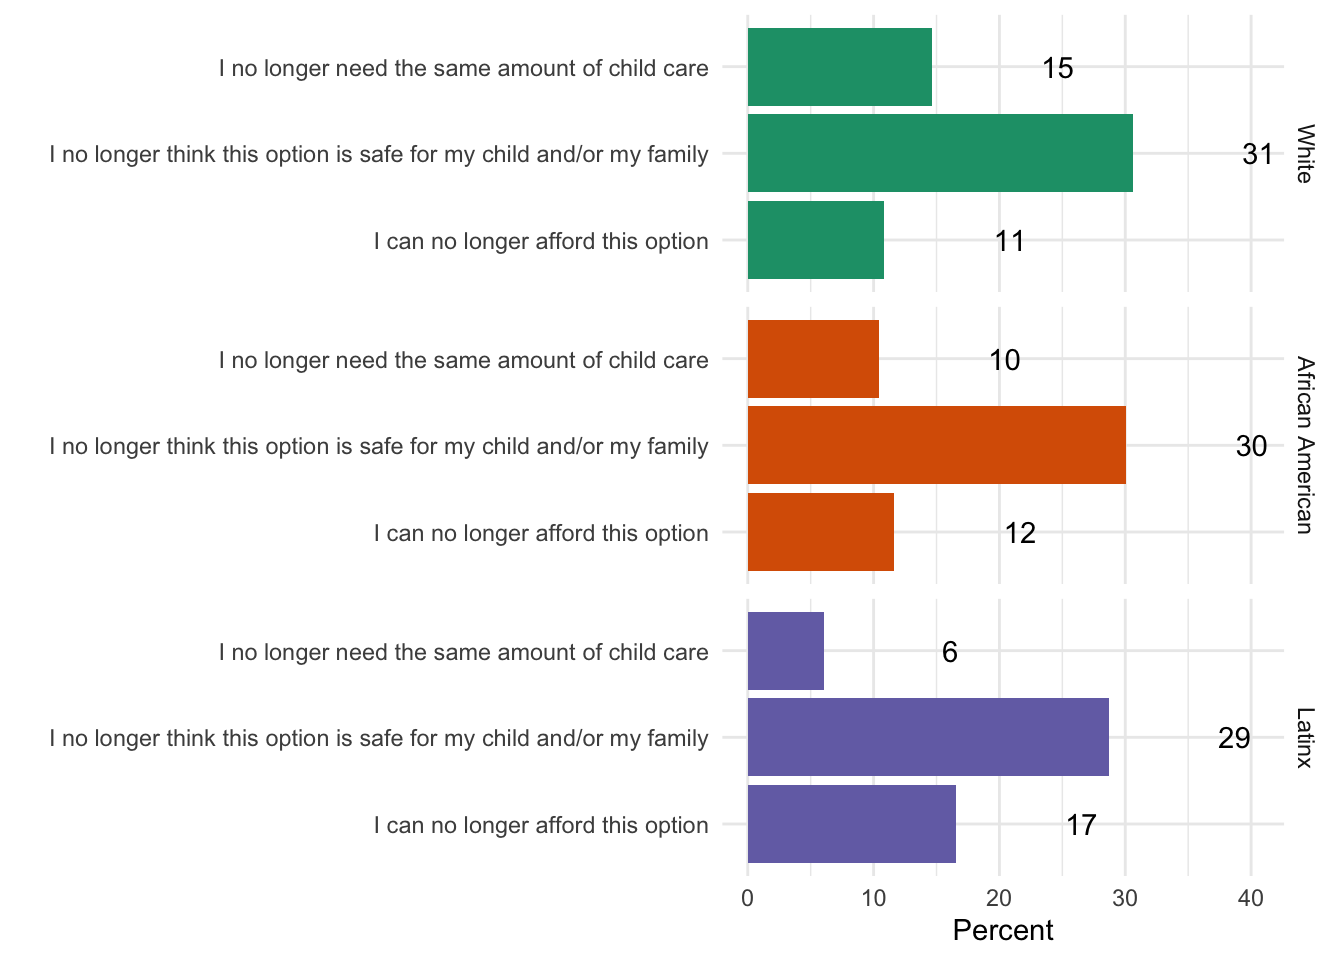 I no longer need the same amount of child care 15
I no longer think this option is safe for my child and/or my family 31
I can no longer afford this option 11
White
I no longer need the same amount of child care 10
I no longer think this option is safe for my child and/or my family 30
I can no longer afford this option 12
African American
I no longer need the same amount of child care 6
I no longer think this option is safe for my child and/or my family 29
I can no longer afford this option 17
Latinx
0 10 20 30 40
Percent